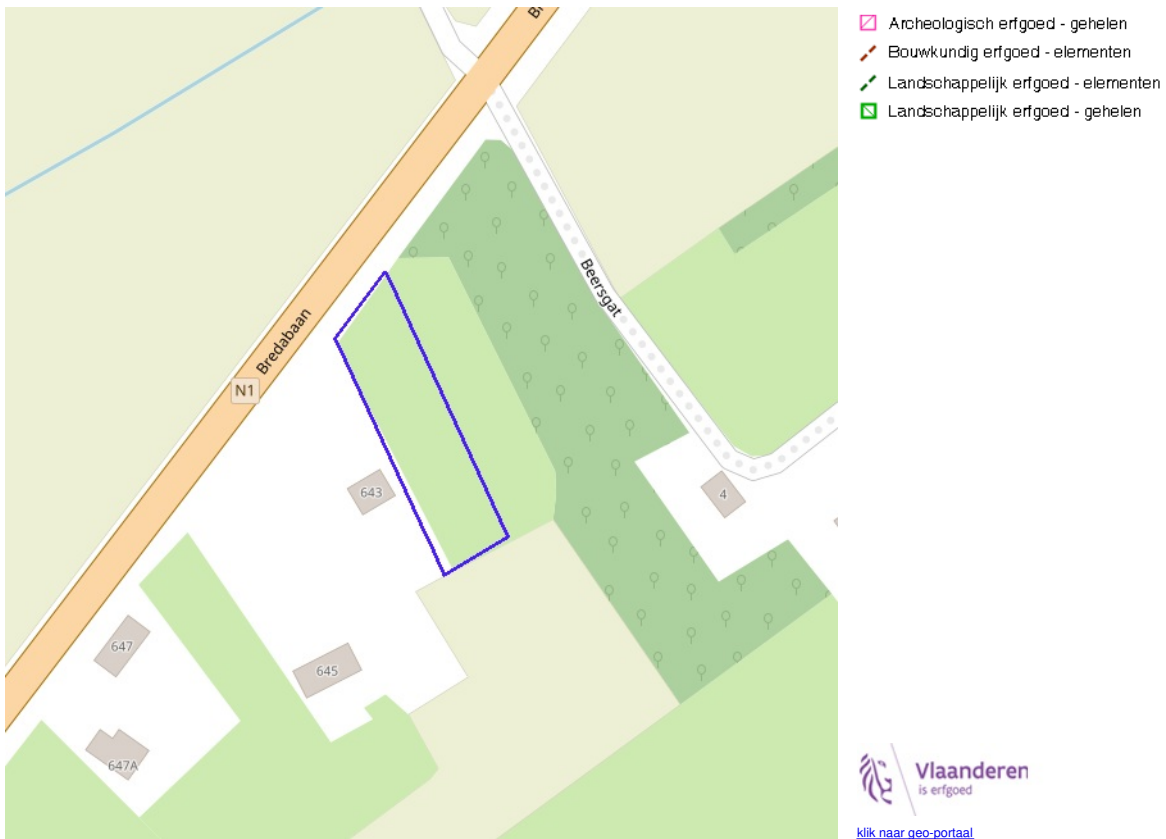 Archeologisch erfgoed - gehelen
Bouwkundig erfgoed - elementen
Landschappelijk erfgoed - elementen
Landschappelijk erfgoed - gehelen
Br
Beersgat
Bredabaan
N1
643
4
647
645
647A
Vlaanderen
is erfgoed
klik naar geo-portaal